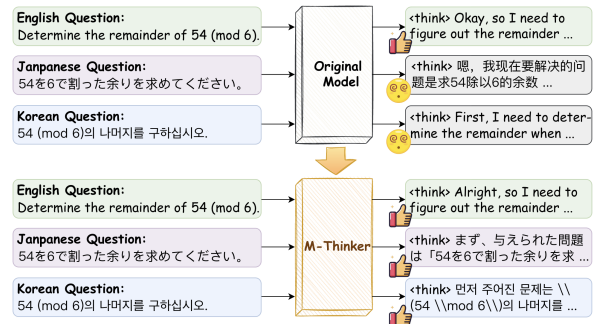 English Question:
Determine the remainder of 54 (mod 6).
Janpanese Question:
54を6で割った余りを求めてください。
Korean Question:
54 (mod 6)의 나머지를 구하십시오.
Original
Model
<think> Okay, so I need to
figure out the remainder ...
<think> 嗯，我现在要解决的问
题是求54除以6的余数 ...
<think> First, I need to deter-
mine the remainder when ...
English Question:
Determine the remainder of 54 (mod 6).
Janpanese Question:
54を6で割った余りを求めてください。
Korean Question:
54 (mod 6)의 나머지를 구하십시오.
M-Thinker
<think> Alright, so I need to
figure out the remainder ...
<think> まず、与えられた問題
は「54を6で割った余りを求 ...
<think> 먼저 주어진 문제는 \\
(54 \\mod 6\\)의 나머지를 ...